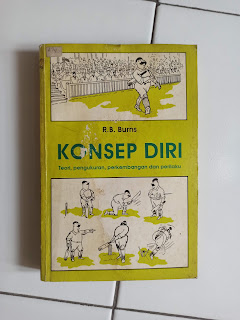 R.B. Burns
KONSEP DIRI
Teori, pengukuran, perkembangan dan perilaku